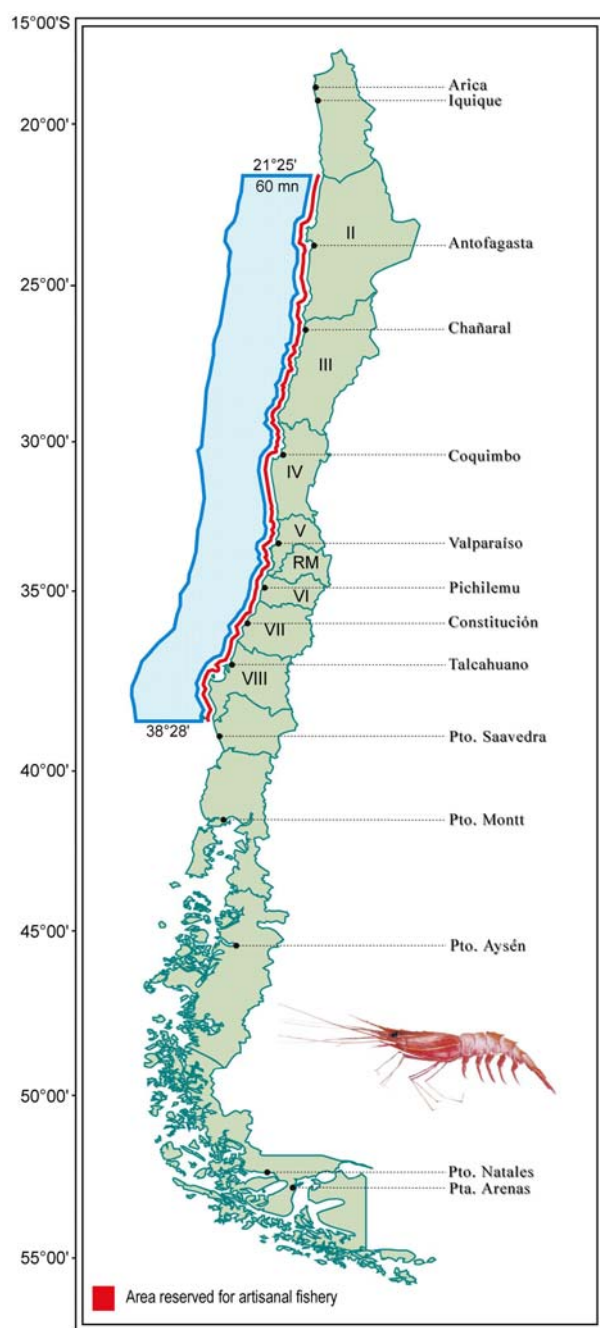 15°00'S
Arica
Iquique
20°00'
21°25'
60 mn
II
Antofagasta
25°00'
Chañaral
III
30°00'
Coquimbo
IV
V
Valparaíso
RM
35°00'
Pichilemu
VI
Constitución
VII
Talcahuano
VIII
38°28'
Pto. Saavedra
40°00'
Pto. Montt
45°00'
Pto. Aysén
50°00'
Pto. Natales
Pta. Arenas
55°00'
Area reserved for artisanal fishery